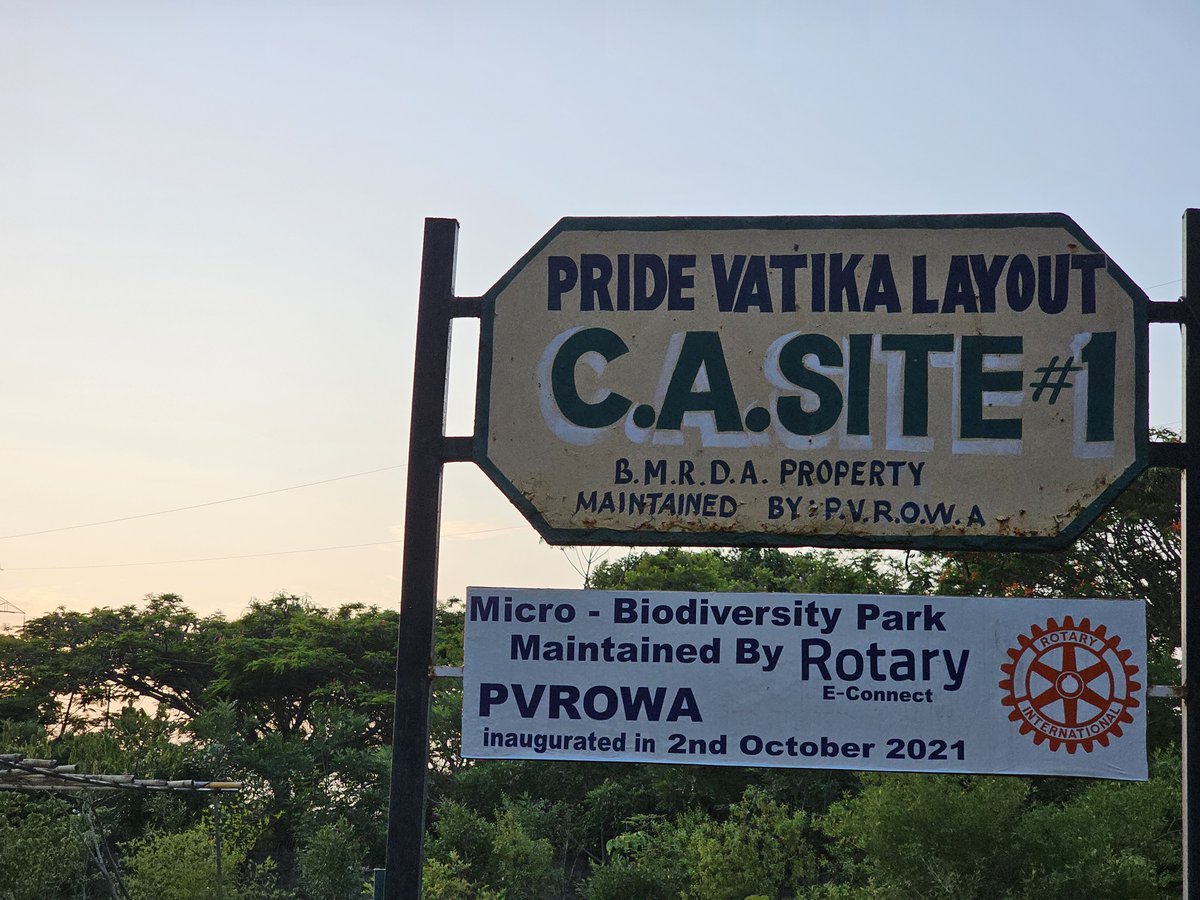 PRIDE VATIKA LAYOUT
C.A.SITE #1
B.M.R.D.A. PROPERTY
MAINTAINED BY: P.V.R.O.W.A
Micro - Biodiversity Park
Maintained By Rotary
E-Connect
PVROWA
inaugurated in 2nd October 2021
ROTARY
INTERNATIONAL